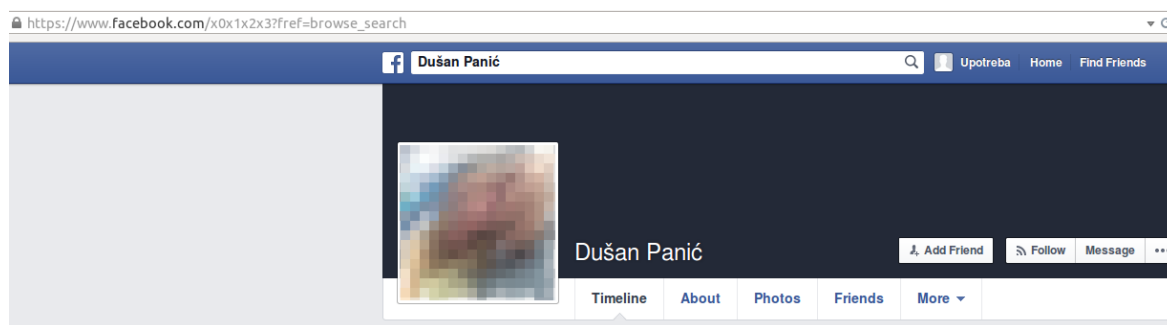 https://www.facebook.com/x0x1x2x3?fref=browse_search
f Dušan Panić Upotreba Home Find Friends
Dušan Panić Add Friend Follow Message
Timeline About Photos Friends More